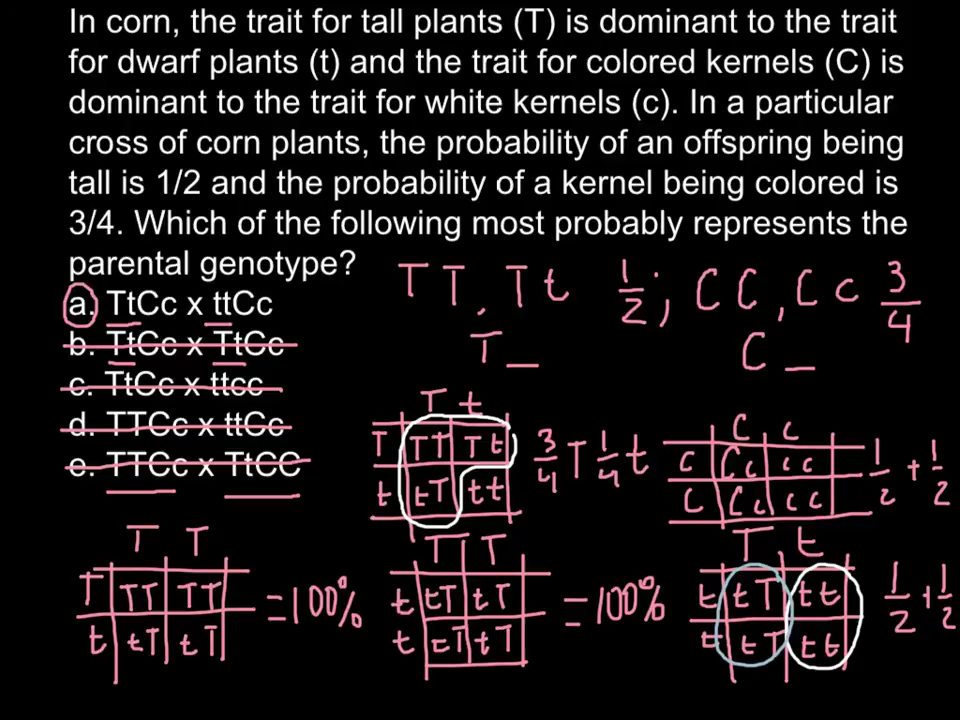 In corn, the trait for tall plants (T) is dominant to the trait
for dwarf plants (t) and the trait for colored kernels (C) is
dominant to the trait for white kernels (c). In a particular
cross of corn plants, the probability of an offspring being
tall is 1/2 and the probability of a kernel being colored is
3/4. Which of the following most probably represents the
parental genotype?
TT, Tt 1/2; CC, Cc 3/4
a. TtCc x ttCc
T_ C_
b. TtCc x TtCc
c. TtCc x ttcc
d. TTCc x ttCc
e. TTCc x TtCC
T t
T TT Tt 3/4 T 1/4 t
t tT tt
C c
c Cc cc 1/2 + 1/2
c Cc cc
T T
T TT TT = 100%
t tT tT
T T
t tT tT = 100%
t tT tT
T, t
t tT tt 1/2 + 1/2
t tT tt